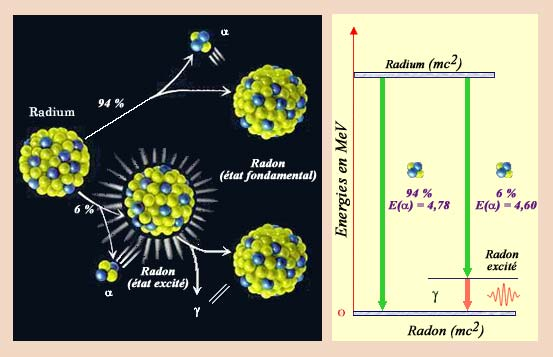 α
94 %
Radium
Radon
(état fondamental)
6 %
α
Radon
(état excité)
γ
Energies en MeV
Radium (mc²)
94 %
E(α) = 4,78
6 %
E(α) = 4,60
Radon
excité
γ
O
Radon (mc²)